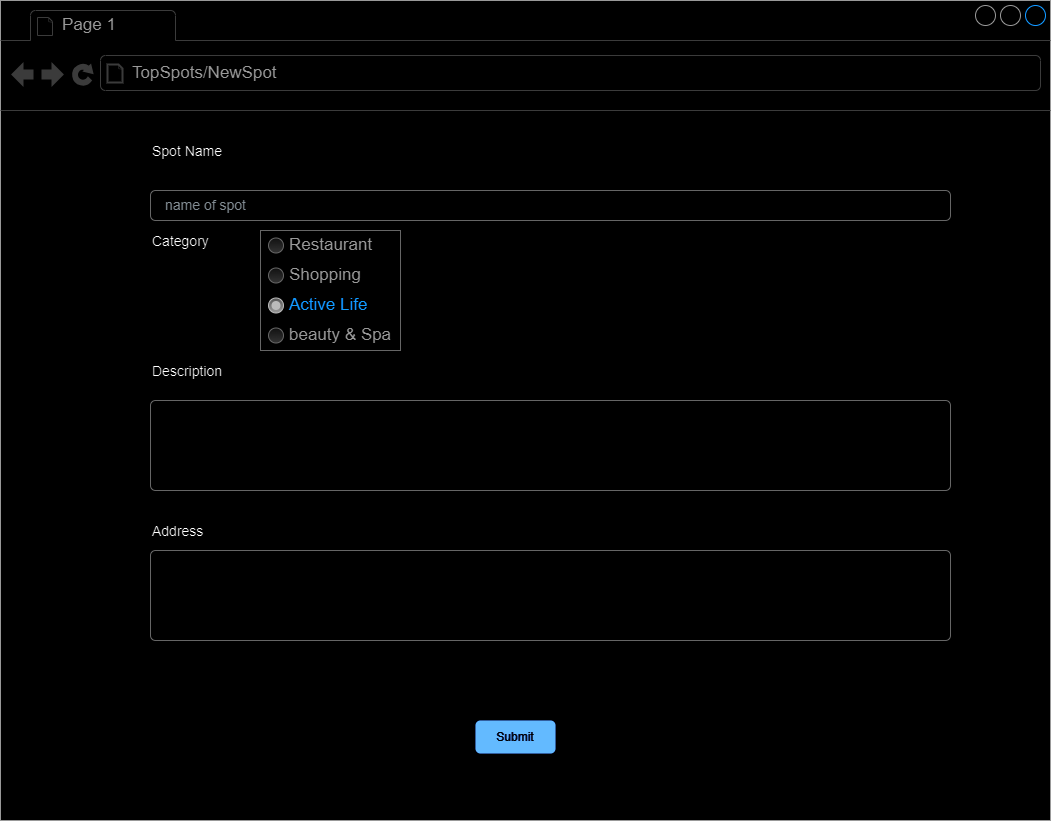 Page 1
TopSpots/NewSpot
Spot Name
name of spot
Category
Restaurant
Shopping
Active Life
beauty & Spa
Description
Address
Submit